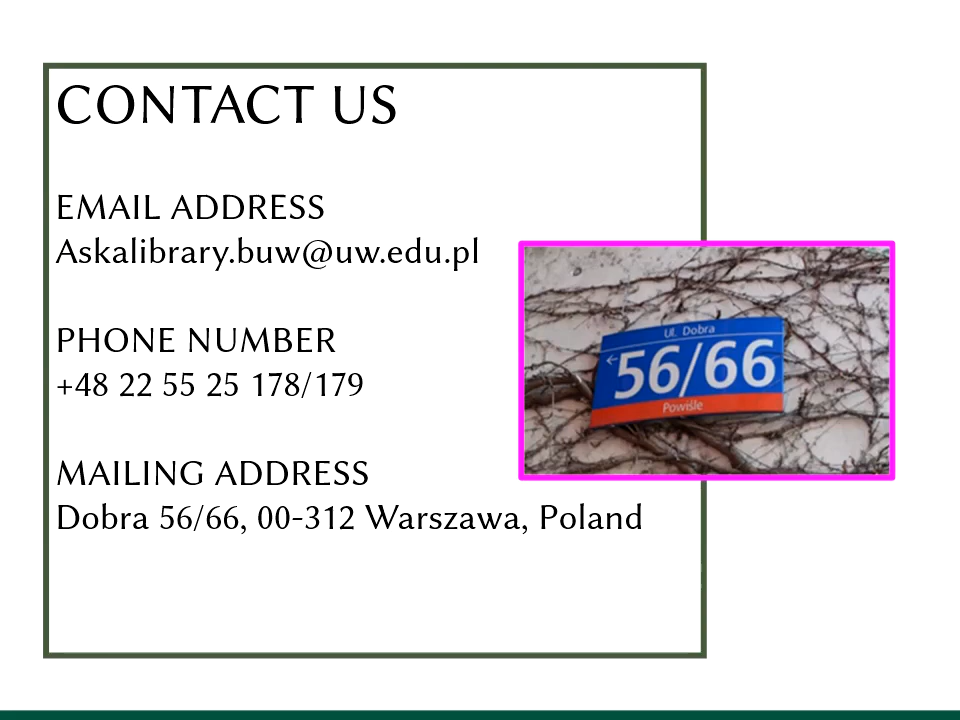 CONTACT US
EMAIL ADDRESS
Askalibrary.buw@uw.edu.pl
PHONE NUMBER
+48 22 55 25 178/179
MAILING ADDRESS
Dobra 56/66, 00-312 Warszawa, Poland
Ul. Dobra
←56/66
Powiśle